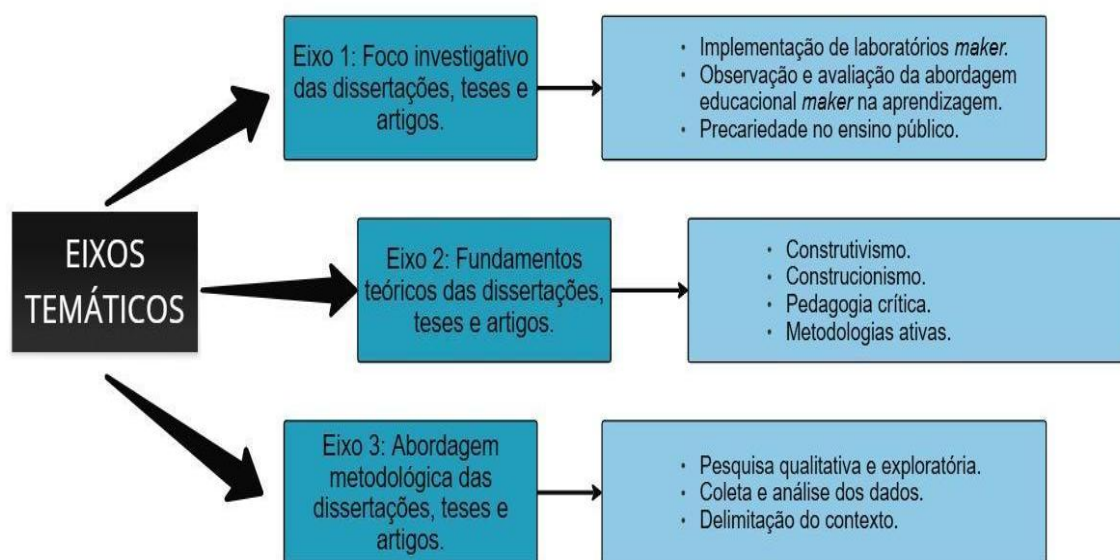 EIXOS
TEMÁTICOS
Eixo 1: Foco investigativo
das dissertações, teses e
artigos.
• Implementação de laboratórios maker.
• Observação e avaliação da abordagem
educacional maker na aprendizagem.
• Precariedade no ensino público.
Eixo 2: Fundamentos
teóricos das dissertações,
teses e artigos.
• Construtivismo.
• Construcionismo.
• Pedagogia crítica.
• Metodologias ativas.
Eixo 3: Abordagem
metodológica das
dissertações, teses e
artigos.
• Pesquisa qualitativa e exploratória.
• Coleta e análise dos dados.
• Delimitação do contexto.